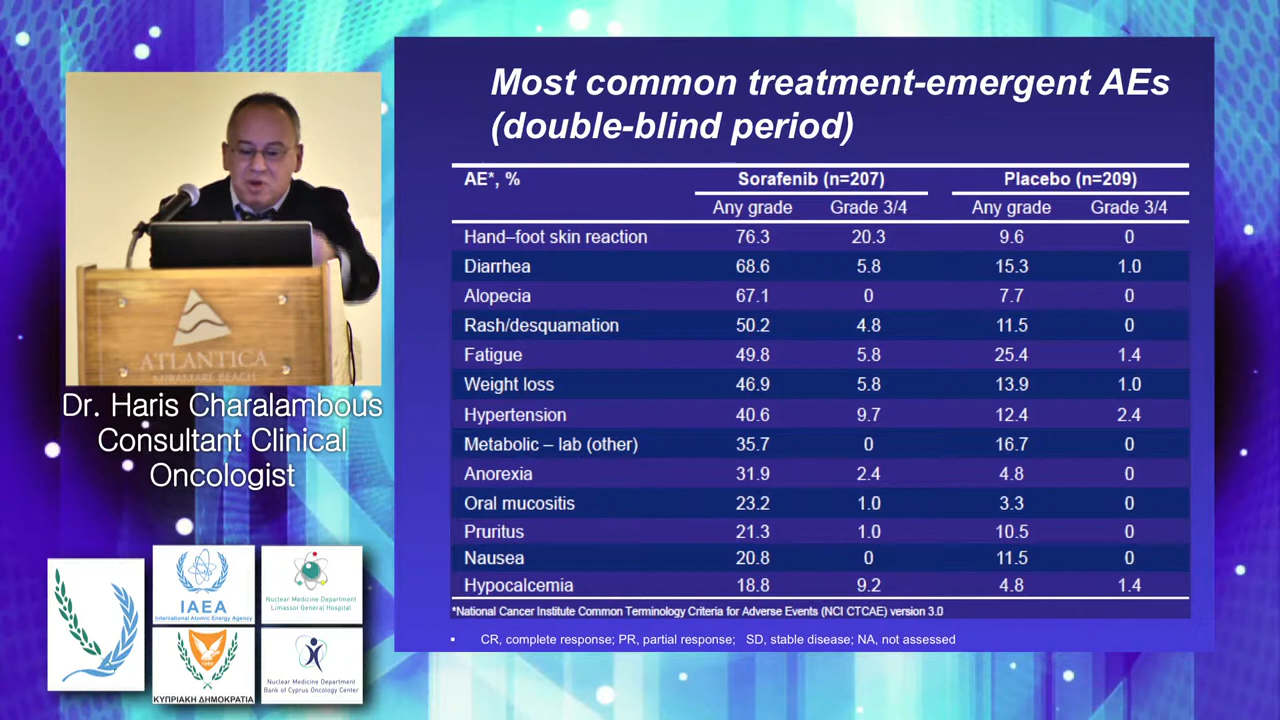 Most common treatment-emergent AEs
(double-blind period)
AE*, % Sorafenib (n=207) Placebo (n=209)
Any grade Grade 3/4 Any grade Grade 3/4
Hand–foot skin reaction 76.3 20.3 9.6 0
Diarrhea 68.6 5.8 15.3 1.0
Alopecia 67.1 0 7.7 0
Rash/desquamation 50.2 4.8 11.5 0
Fatigue 49.8 5.8 25.4 1.4
Weight loss 46.9 5.8 13.9 1.0
Hypertension 40.6 9.7 12.4 2.4
Metabolic – lab (other) 35.7 0 16.7 0
Anorexia 31.9 2.4 4.8 0
Oral mucositis 23.2 1.0 3.3 0
Pruritus 21.3 1.0 10.5 0
Nausea 20.8 0 11.5 0
Hypocalcemia 18.8 9.2 4.8 1.4
*National Cancer Institute Common Terminology Criteria for Adverse Events (NCI CTCAE) version 3.0
▪ CR, complete response; PR, partial response; SD, stable disease; NA, not assessed
ATLANTICA
MIRAMARE BEACH
Dr. Haris Charalambous
Consultant Clinical
Oncologist
IAEA
International Atomic Energy Agency
Nuclear Medicine Department
Limassol General Hospital
ΚΥΠΡΙΑΚΗ ΔΗΜΟΚΡΑΤΙΑ
Nuclear Medicine Department
Bank of Cyprus Oncology Center